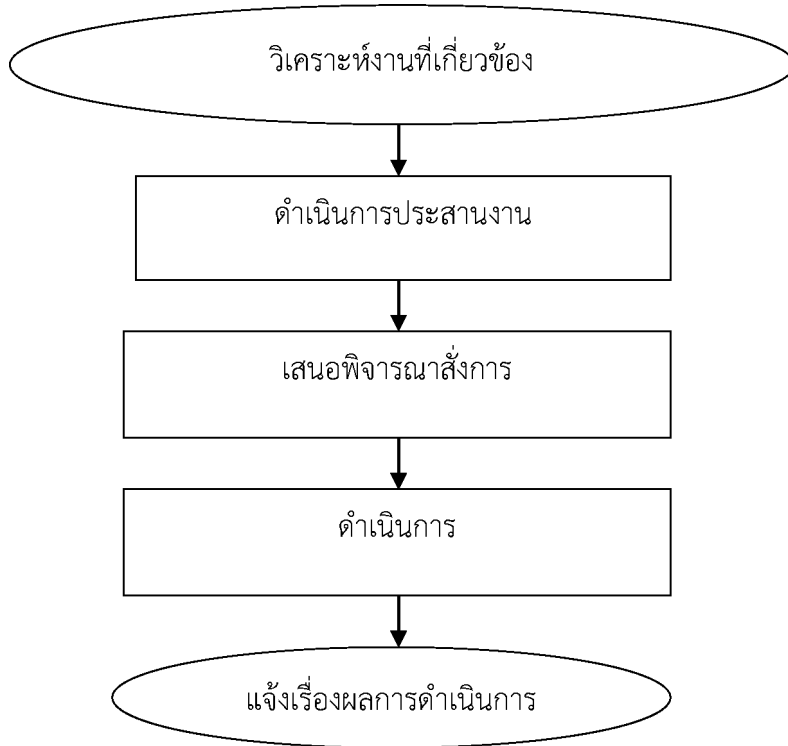 วิเคราะห์งานที่เกี่ยวข้อง
ดำเนินการประสานงาน
เสนอพิจารณาสั่งการ
ดำเนินการ
แจ้งเรื่องผลการดำเนินการ